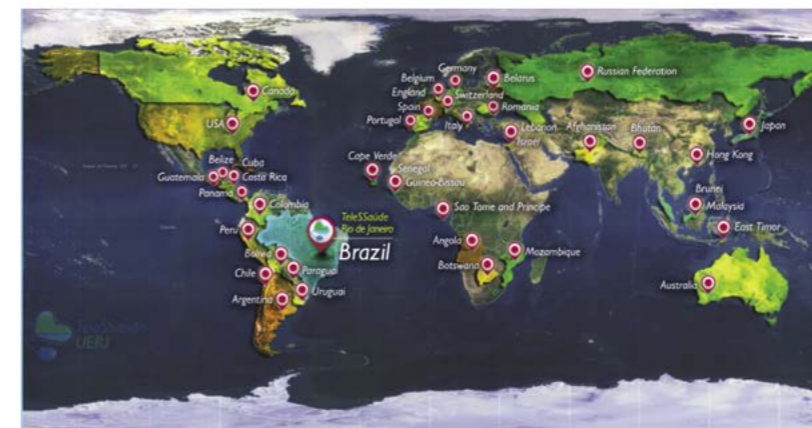 Canada
USA
Belize
Cuba
Guatemala
Costa Rica
Panama
Colombia
Peru
Bolivia
Chile
Paraguai
Uruguai
Argentina
TeleSSaúde
Rio de Janeiro
Brazil
TeleSSaúde
UERJ
Germany
Belgium
Belarus
England
Switzerland
Spain
Romania
Portugal
Italy
Russian Federation
Lebanon
Israel
Afghanistan
Bhutan
Japan
Hong Kong
Cape Verde
Senegal
Guineo-Bissau
Sao Tome and Principe
Angola
Mozambique
Botswana
Brunei
Malaysia
East Timor
Australia